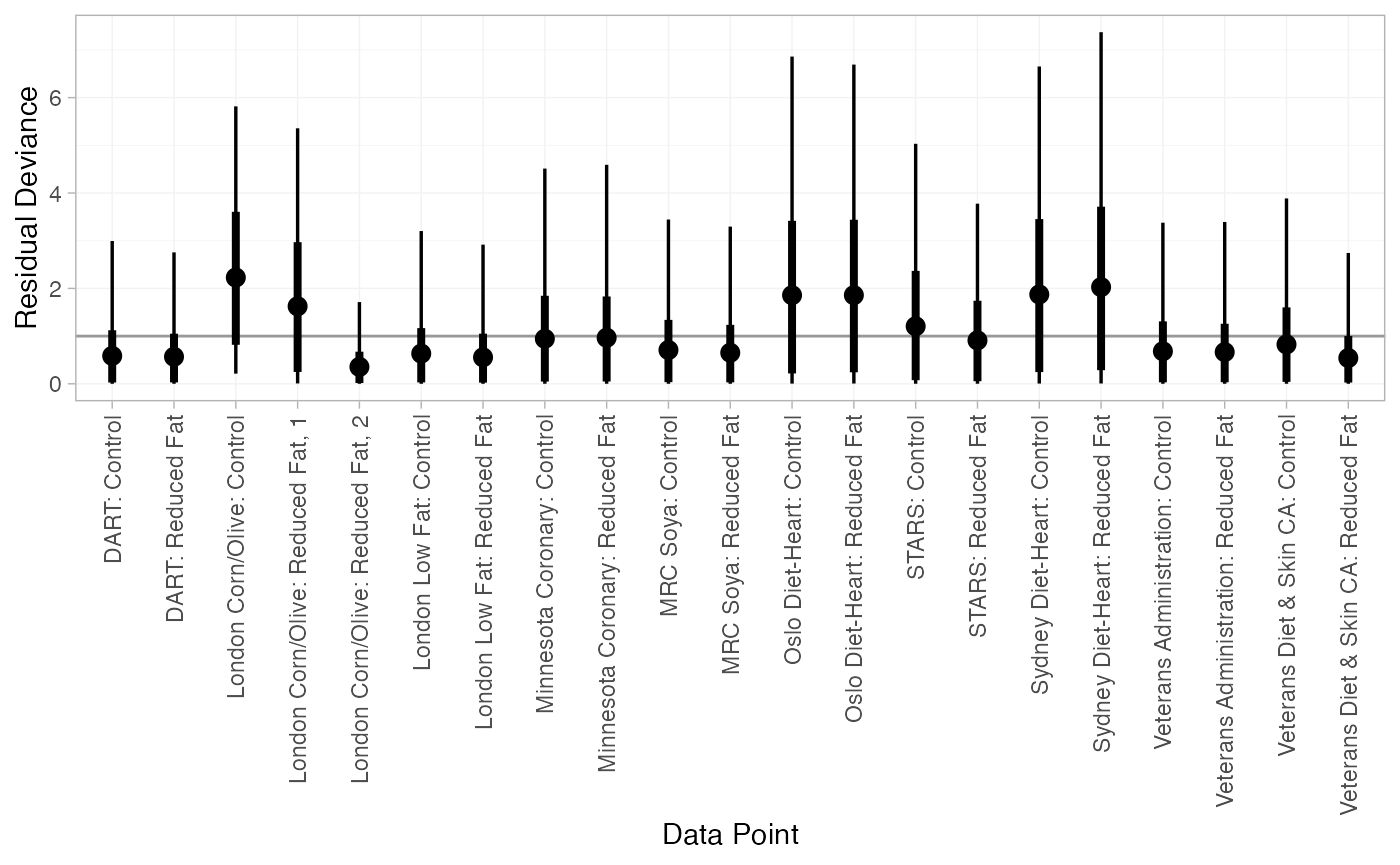 Residual Deviance
6
4
2
0
DART: Control
DART: Reduced Fat
London Corn/Olive: Control
London Corn/Olive: Reduced Fat, 1
London Corn/Olive: Reduced Fat, 2
London Low Fat: Control
London Low Fat: Reduced Fat
Minnesota Coronary: Control
Minnesota Coronary: Reduced Fat
MRC Soya: Control
MRC Soya: Reduced Fat
Oslo Diet-Heart: Control
Oslo Diet-Heart: Reduced Fat
STARS: Control
STARS: Reduced Fat
Sydney Diet-Heart: Control
Sydney Diet-Heart: Reduced Fat
Veterans Administration: Control
Veterans Administration: Reduced Fat
Veterans Diet & Skin CA: Control
Veterans Diet & Skin CA: Reduced Fat
Data Point